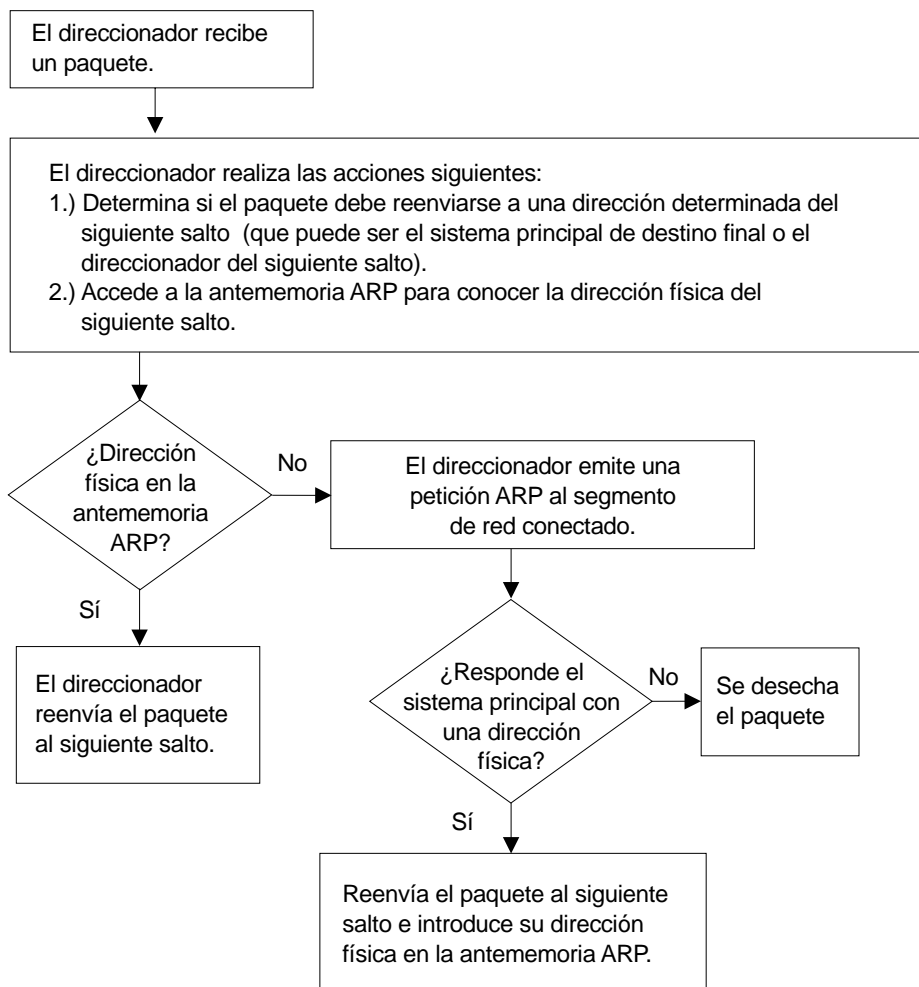 El direccionador recibe
un paquete.
El direccionador realiza las acciones siguientes:
1.) Determina si el paquete debe reenviarse a una dirección determinada del
siguiente salto (que puede ser el sistema principal de destino final o el
direccionador del siguiente salto).
2.) Accede a la antememoria ARP para conocer la dirección física del
siguiente salto.
¿Dirección
física en la
antememoria
ARP?
No
El direccionador emite una
petición ARP al segmento
de red conectado.
Sí
El direccionador
reenvía el paquete
al siguiente salto.
¿Responde el
sistema principal con
una dirección
física?
No
Se desecha
el paquete
Sí
Reenvía el paquete al siguiente
salto e introduce su dirección
física en la antememoria ARP.